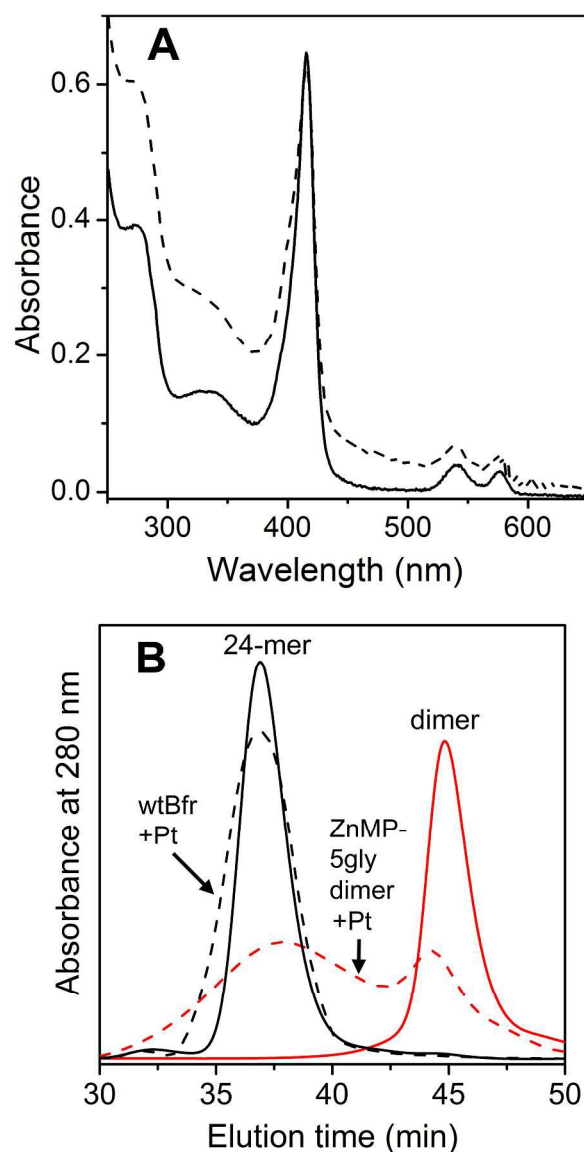 A
0.6
0.4
0.2
0.0
Absorbance
300
400
500
600
Wavelength (nm)
B
24-mer
dimer
wtBfr
+Pt
ZnMP-
5gly
dimer
+Pt
Absorbance at 280 nm
30
35
40
45
50
Elution time (min)